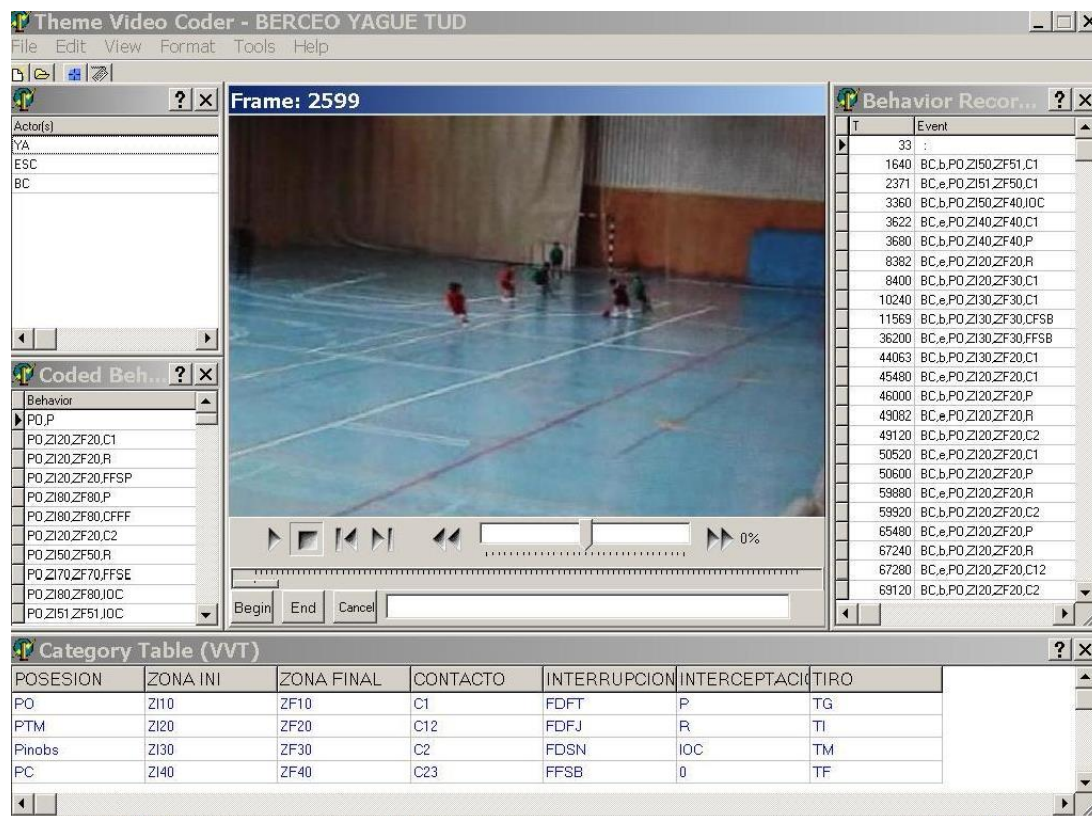 Theme Video Coder - BERCEO YAGUE TUD
File Edit View Format Tools Help
Actor(s)
YA
ESC
BC
Coded Beh...
Behavior
PO,P
PO,ZI20,ZF20,C1
PO,ZI20,ZF20,R
PO,ZI20,ZF20,FFSP
PO,ZI80,ZF80,P
PO,ZI80,ZF80,CFFF
PO,ZI20,ZF20,C2
PO,ZI50,ZF50,R
PO,ZI70,ZF70,FFSE
PO,ZI80,ZF80,IOC
PO,ZI51,ZF51,IOC
Frame: 2599
0%
Begin End Cancel
Behavior Recor...
T Event
33 :
1640 BC,b,PO,ZI50,ZF51,C1
2371 BC,e,PO,ZI51,ZF50,C1
3360 BC,b,PO,ZI50,ZF40,IOC
3622 BC,e,PO,ZI40,ZF40,C1
3680 BC,b,PO,ZI40,ZF40,P
8382 BC,e,PO,ZI20,ZF20,R
8400 BC,b,PO,ZI20,ZF30,C1
10240 BC,e,PO,ZI30,ZF30,C1
11569 BC,b,PO,ZI30,ZF30,CFSB
36200 BC,e,PO,ZI30,ZF30,FFSB
44063 BC,b,PO,ZI30,ZF20,C1
45480 BC,e,PO,ZI20,ZF20,C1
46000 BC,b,PO,ZI20,ZF20,P
49082 BC,e,PO,ZI20,ZF20,R
49120 BC,b,PO,ZI20,ZF20,C2
50520 BC,e,PO,ZI20,ZF20,C1
50600 BC,b,PO,ZI20,ZF20,P
59880 BC,e,PO,ZI20,ZF20,R
59920 BC,b,PO,ZI20,ZF20,C2
65480 BC,e,PO,ZI20,ZF20,P
67240 BC,b,PO,ZI20,ZF20,R
67280 BC,e,PO,ZI20,ZF20,C12
69120 BC,b,PO,ZI20,ZF20,C2
Category Table (VVT)
POSESION ZONA INI ZONA FINAL CONTACTO INTERRUPCION INTERCEPTACI TIRO
PO ZI10 ZF10 C1 FDFT P TG
PTM ZI20 ZF20 C12 FDFJ R TI
Pinobs ZI30 ZF30 C2 FDSN IOC TM
PC ZI40 ZF40 C23 FFSB 0 TF